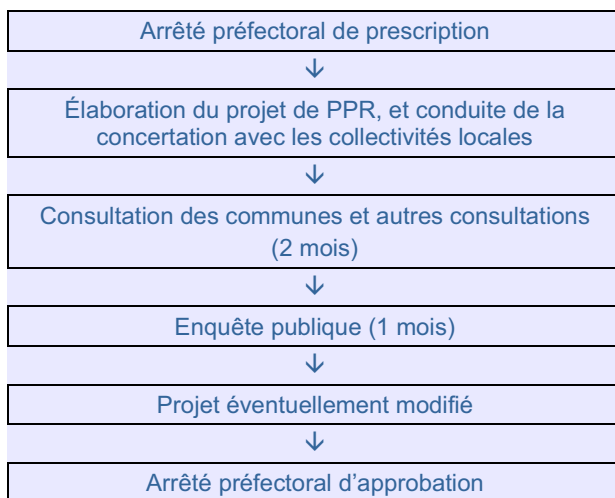 Arrêté préfectoral de prescription
↓
Élaboration du projet de PPR, et conduite de la
concertation avec les collectivités locales
↓
Consultation des communes et autres consultations
(2 mois)
↓
Enquête publique (1 mois)
↓
Projet éventuellement modifié
↓
Arrêté préfectoral d’approbation